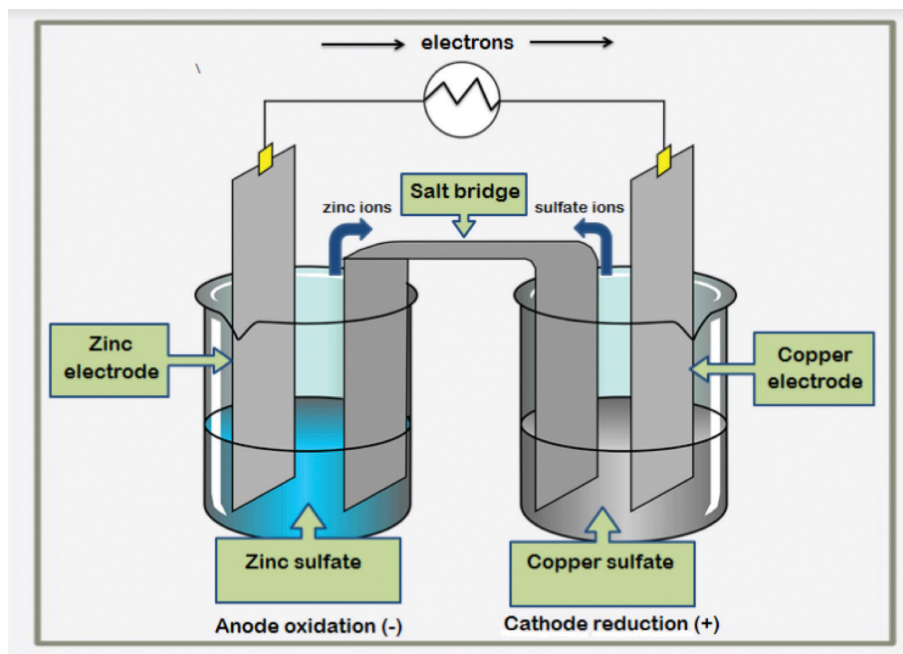 electrons
Salt bridge
zinc ions
sulfate ions
Zinc
electrode
Copper
electrode
Zinc sulfate
Copper sulfate
Anode oxidation (-)
Cathode reduction (+)